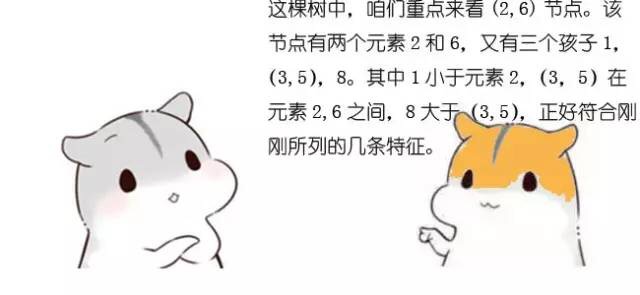 这棵树中，咱们重点来看 (2,6) 节点。该
节点有两个元素 2 和 6，又有三个孩子 1，
(3,5)，8。其中 1 小于元素 2，(3，5) 在
元素 2,6 之间，8 大于 (3,5)，正好符合刚
刚所列的几条特征。